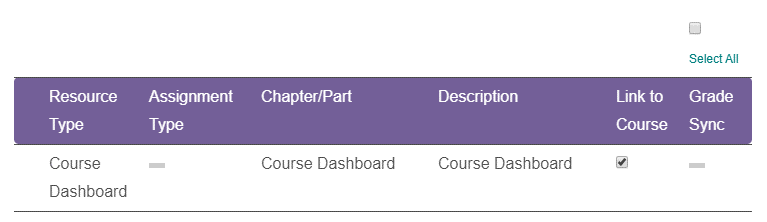 Select All
Resource Type Assignment Type Chapter/Part Description Link to Course Grade Sync
Course Dashboard Course Dashboard Course Dashboard